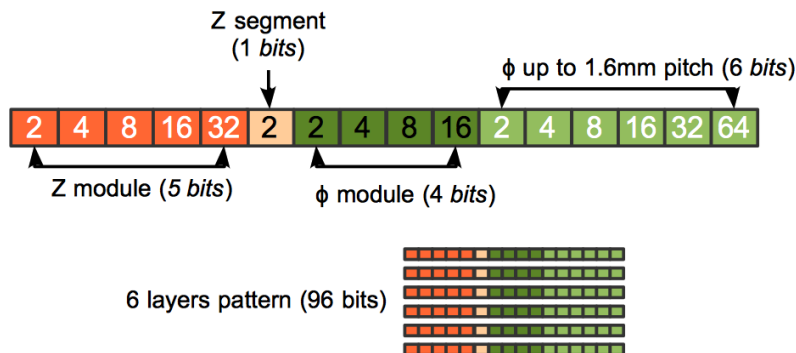 Z segment
(1 bits)
ϕ up to 1.6mm pitch (6 bits)
2 4 8 16 32 2 2 4 8 16 2 4 8 16 32 64
Z module (5 bits)
ϕ module (4 bits)
6 layers pattern (96 bits)